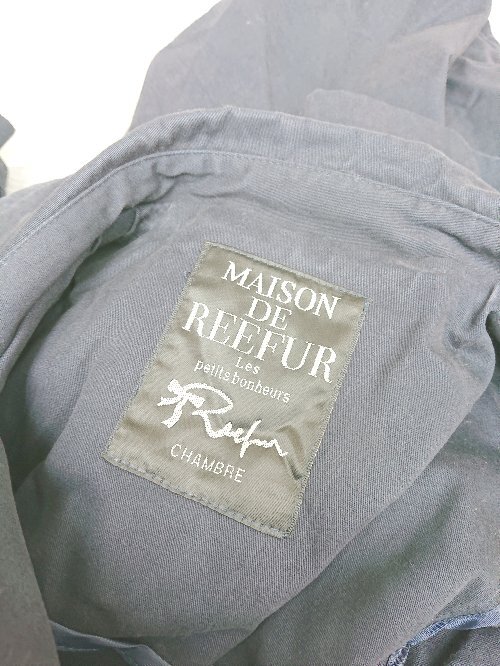 MAISON
DE
REEFUR
Les
petits bonheurs
Reefur
CHAMBRE